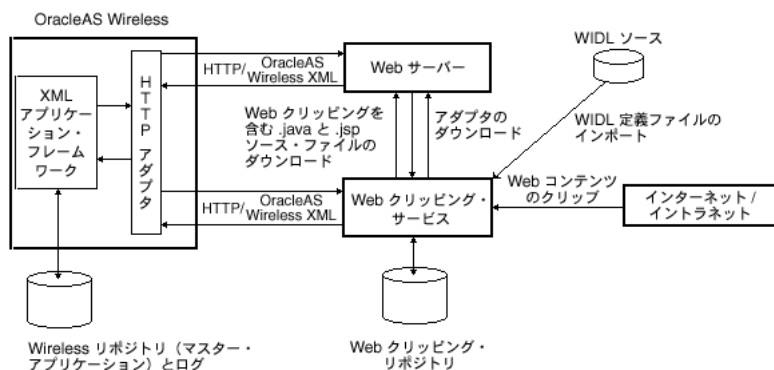 OracleAS Wireless
XML
アプリケー
ション・
フレーム
ワーク
HTTPアダプタ
HTTP/OracleAS
Wireless XML
Web サーバー
WIDL ソース
Web クリッピングを
含む .java と .jsp
ソース・ファイルの
ダウンロード
アダプタの
ダウンロード
WIDL 定義ファイルの
インポート
HTTP/OracleAS
Wireless XML
Web クリッピング・
サービス
Web コンテンツ
のクリップ
インターネット /
イントラネット
Wireless リポジトリ（マスター・
アプリケーション）とログ
Web クリッピング・
リポジトリ